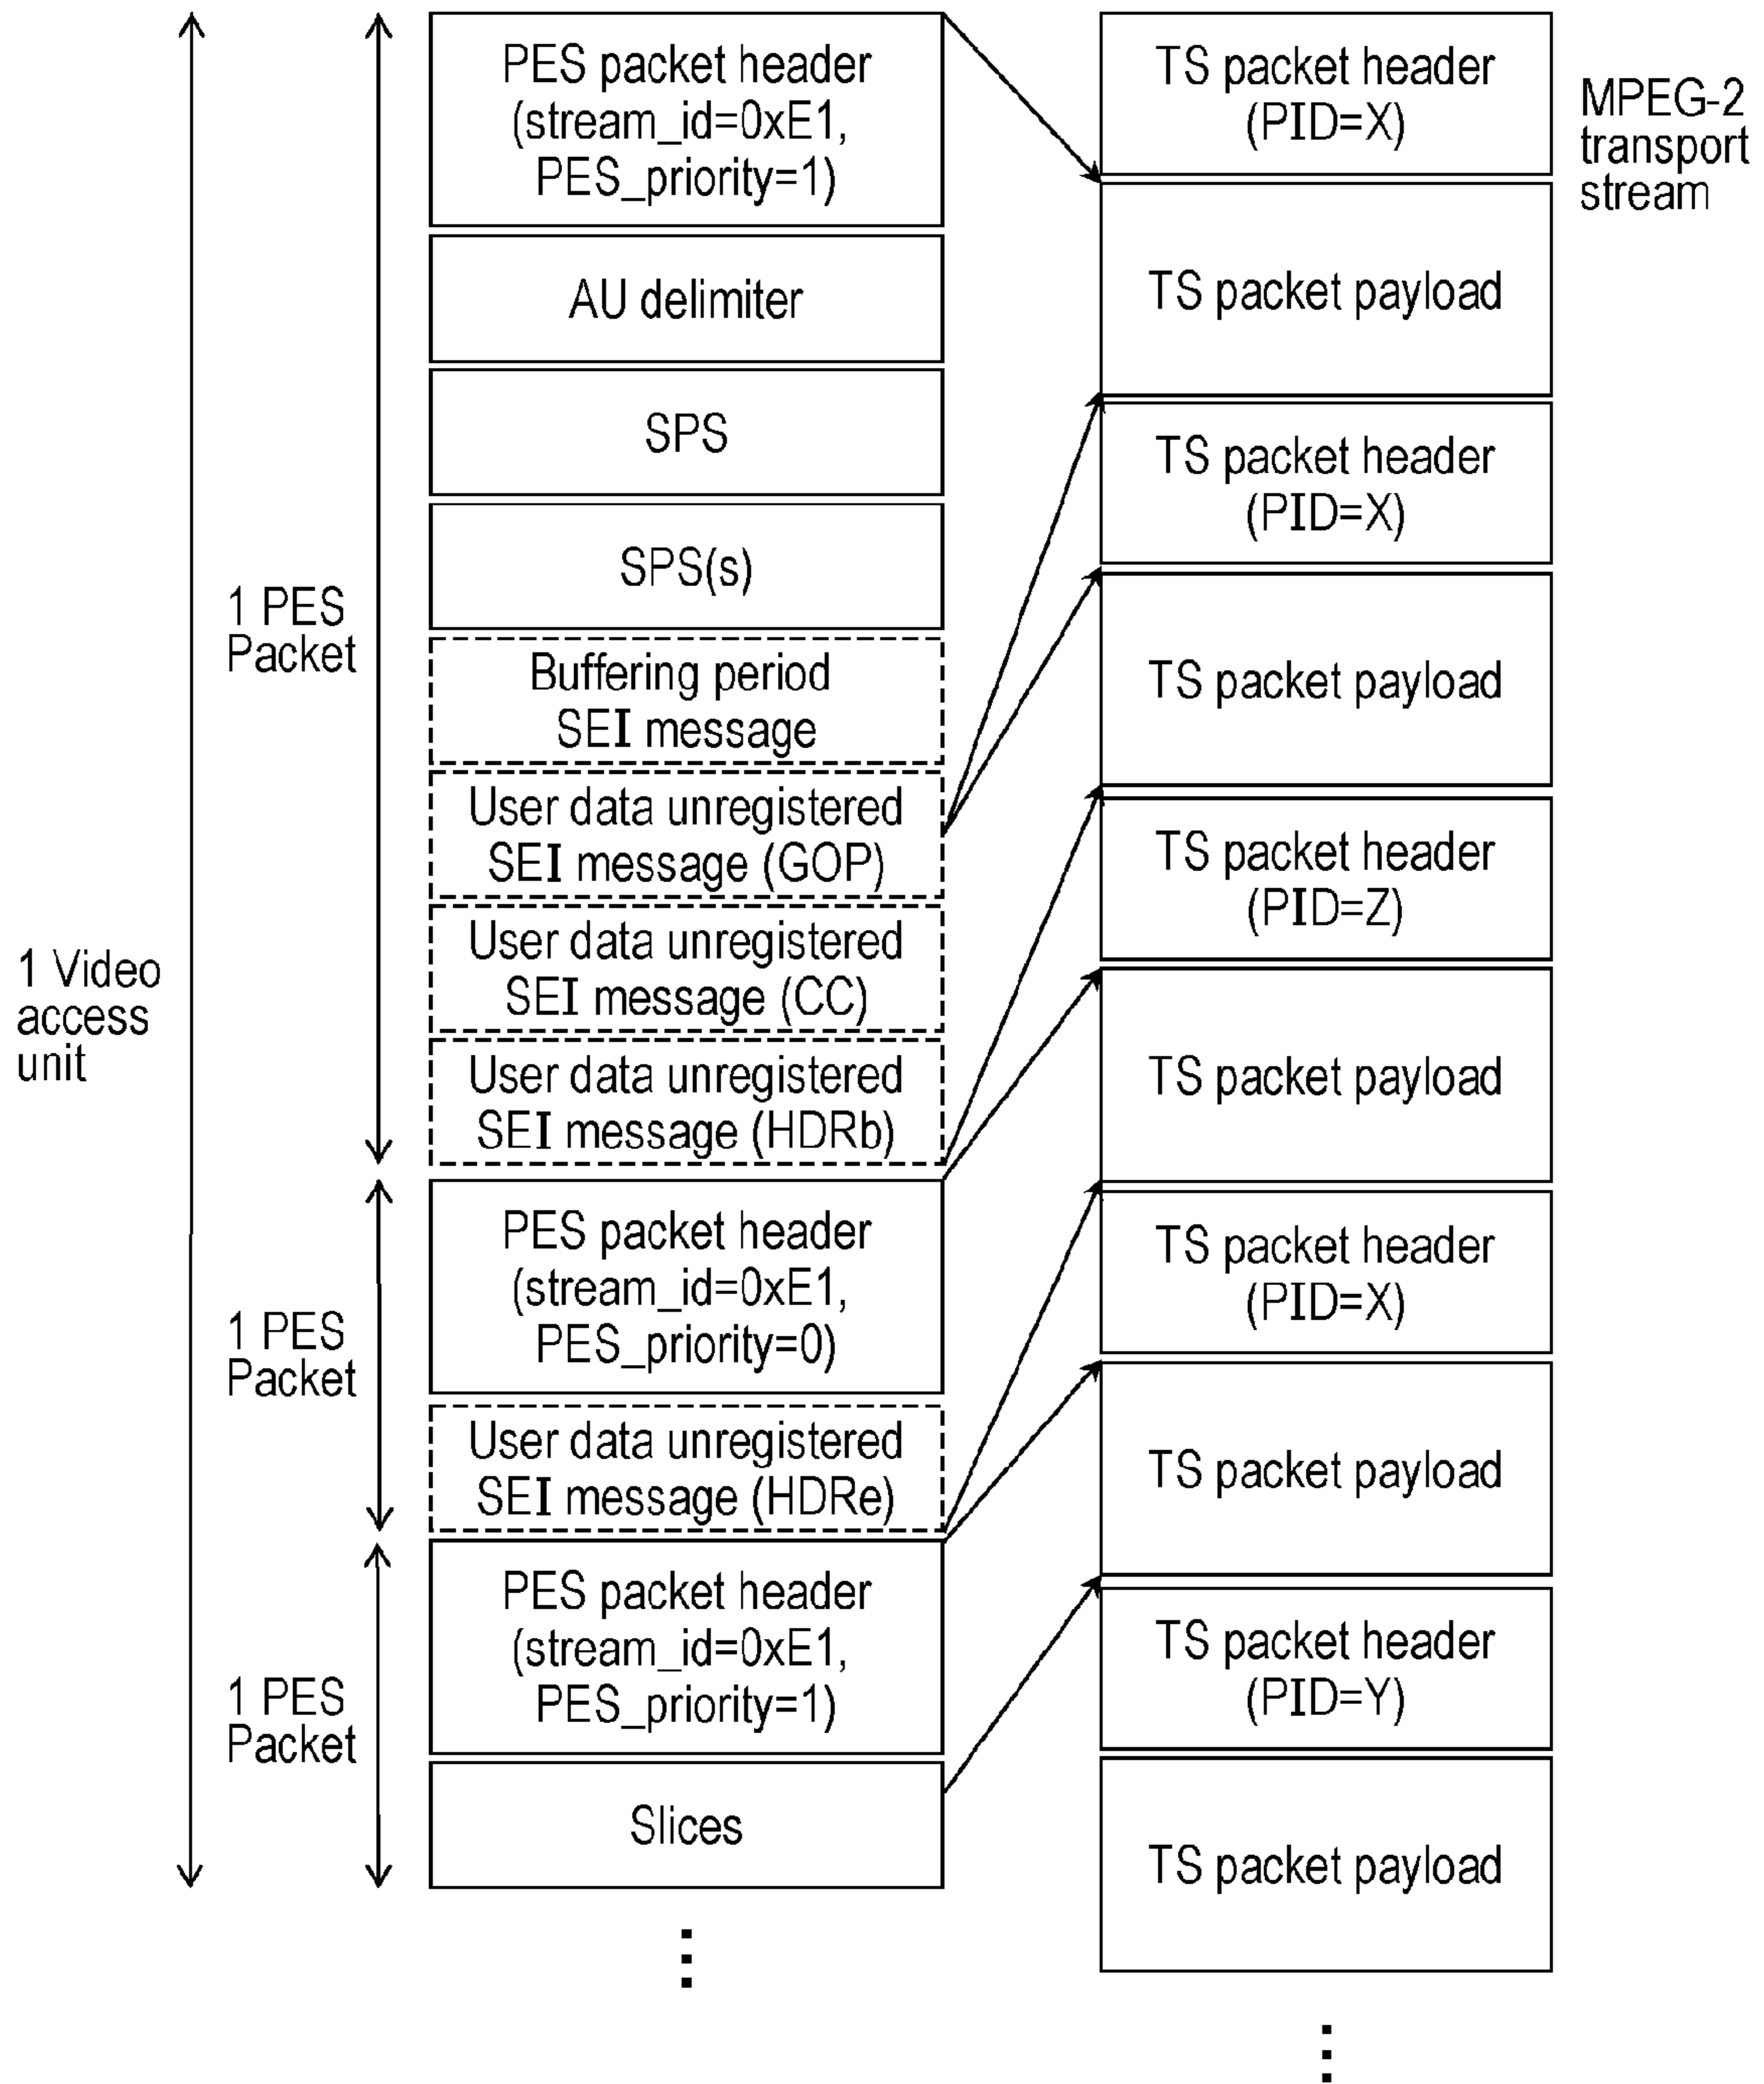 1 Video
access
unit
1 PES
Packet
1 PES
Packet
1 PES
Packet
PES packet header
(stream_id=0xE1,
PES_priority=1)
AU delimiter
SPS
SPS(s)
Buffering period
SEI message
User data unregistered
SEI message (GOP)
User data unregistered
SEI message (CC)
User data unregistered
SEI message (HDRb)
PES packet header
(stream_id=0xE1,
PES_priority=0)
User data unregistered
SEI message (HDRe)
PES packet header
(stream_id=0xE1,
PES_priority=1)
Slices
TS packet header
(PID=X)
TS packet payload
TS packet header
(PID=X)
TS packet payload
TS packet header
(PID=Z)
TS packet payload
TS packet header
(PID=X)
TS packet payload
TS packet header
(PID=Y)
TS packet payload
MPEG-2
transport
stream